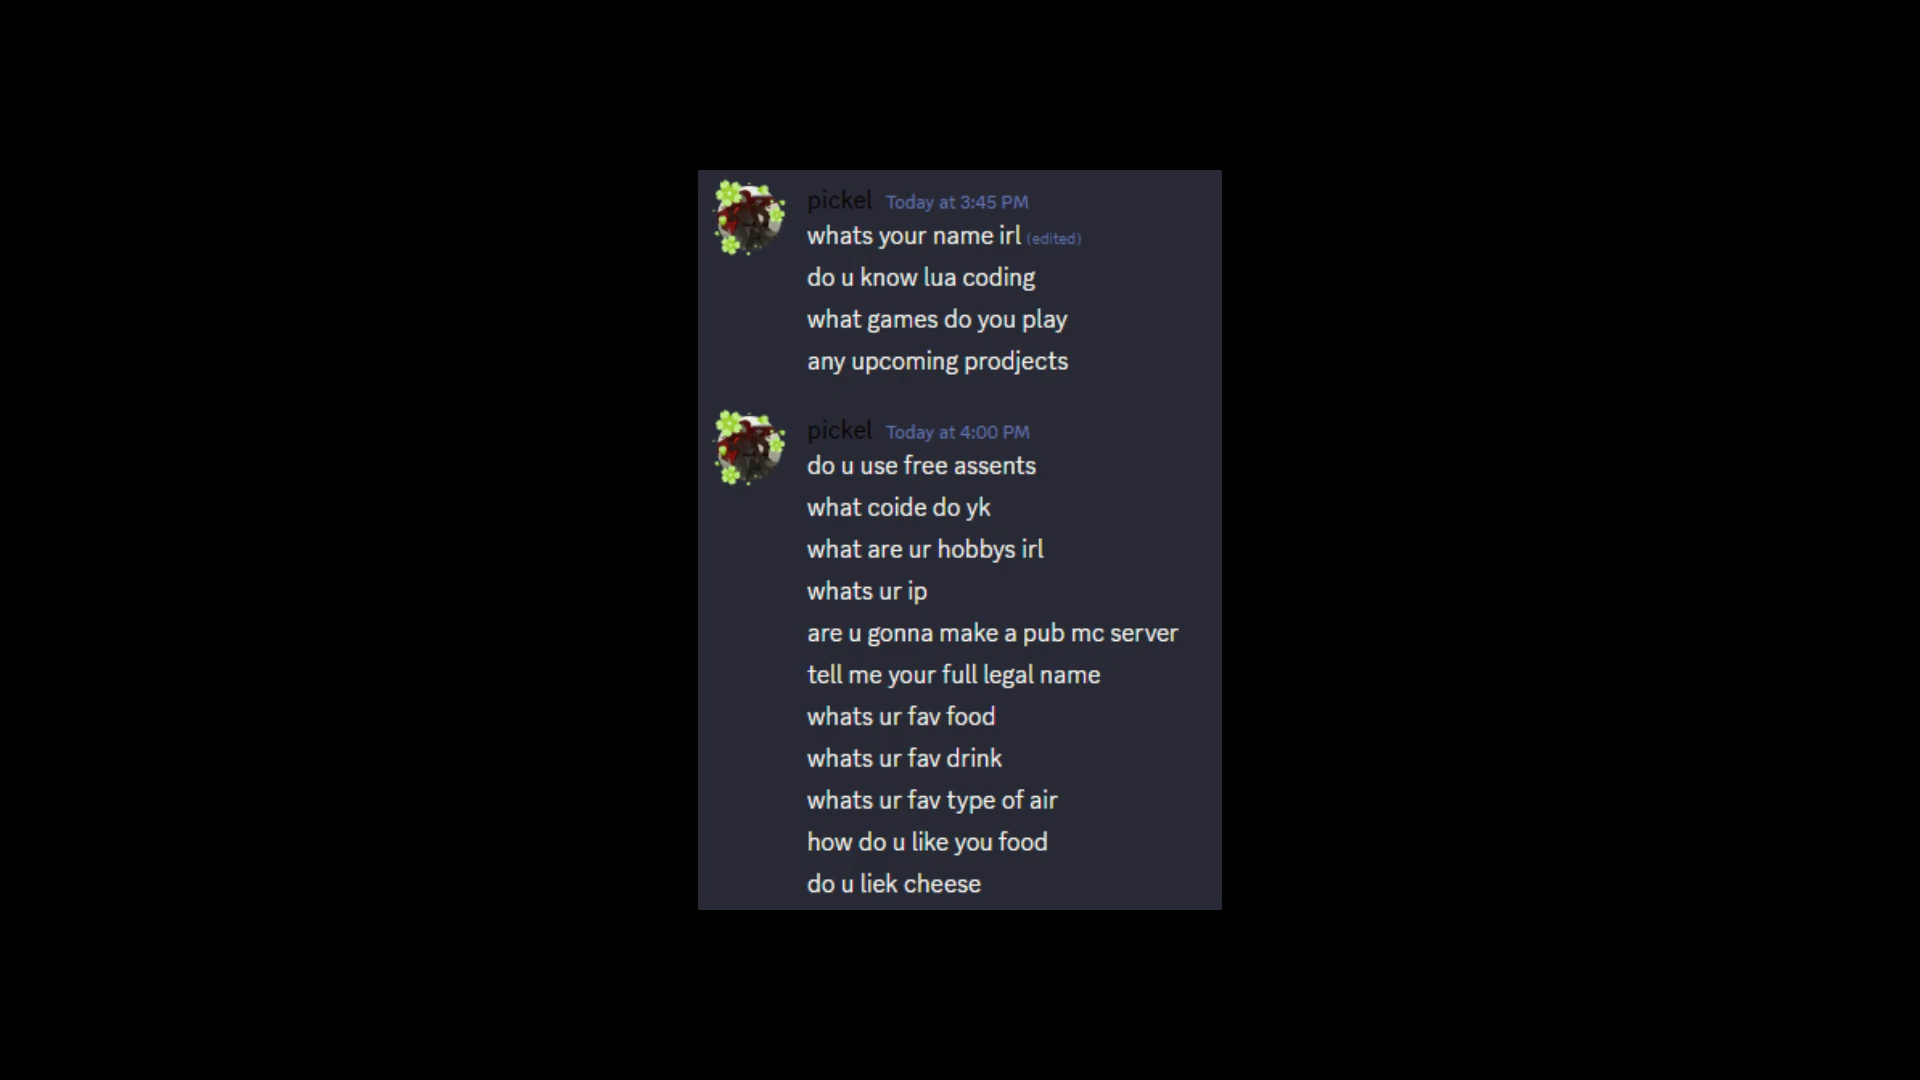 pickel Today at 3:45 PM
whats your name irl (edited)
do u know lua coding
what games do you play
any upcoming prodjects
pickel Today at 4:00 PM
do u use free assents
what coide do yk
what are ur hobbys irl
whats ur ip
are u gonna make a pub mc server
tell me your full legal name
whats ur fav food
whats ur fav drink
whats ur fav type of air
how do u like you food
do u liek cheese